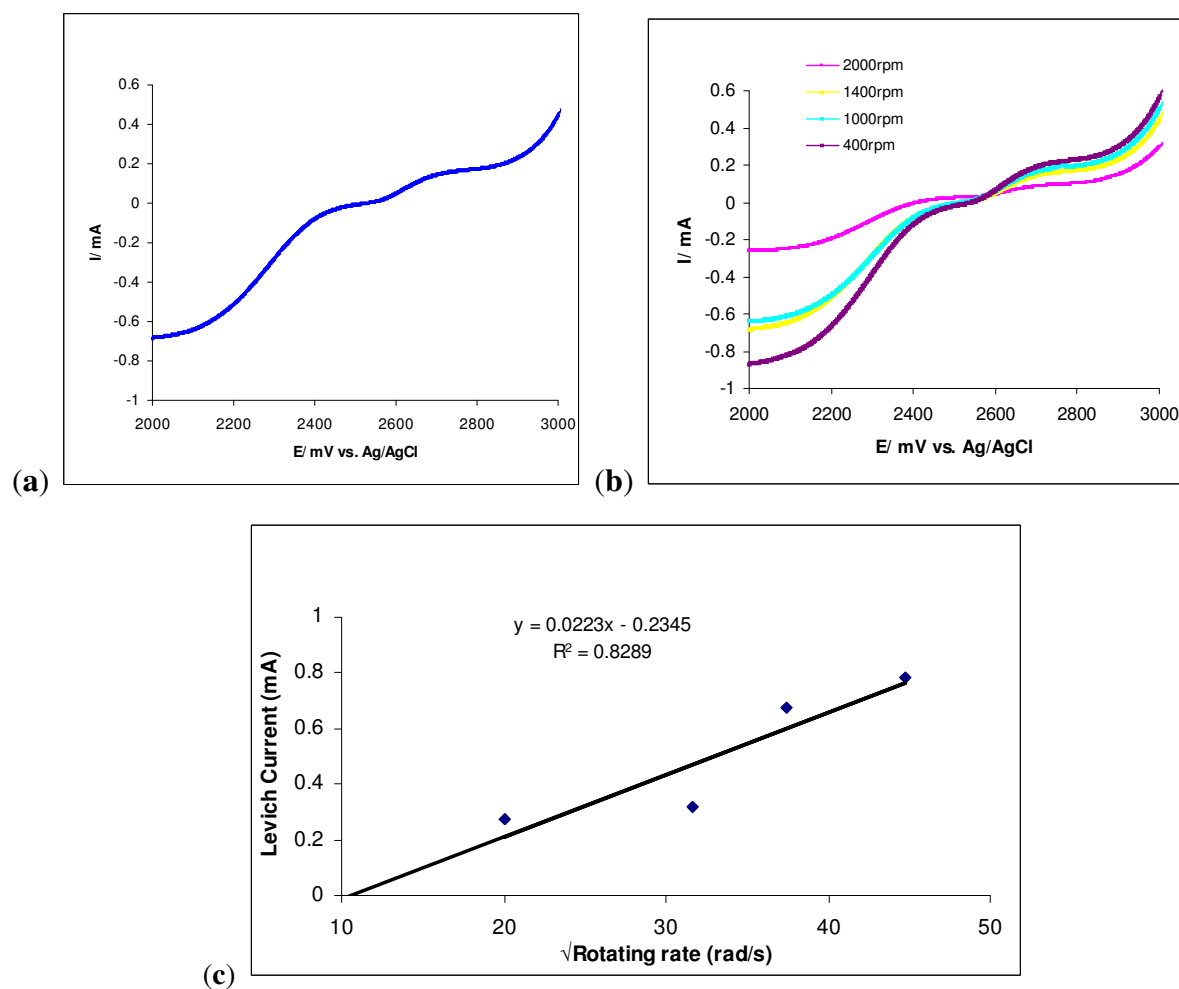 0.6
0.4
0.2
0
-0.2
-0.4
-0.6
-0.8
-1
I/ mA
2000 2200 2400 2600 2800 3000
E/ mV vs. Ag/AgCl
(a)
2000rpm
1400rpm
1000rpm
400rpm
0.6
0.4
0.2
0
-0.2
-0.4
-0.6
-0.8
-1
I/ mA
2000 2200 2400 2600 2800 3000
E/ mV vs. Ag/AgCl
(b)
y = 0.0223x - 0.2345
R² = 0.8289
1
0.8
0.6
0.4
0.2
0
Levich Current (mA)
10 20 30 40 50
√Rotating rate (rad/s)
(c)